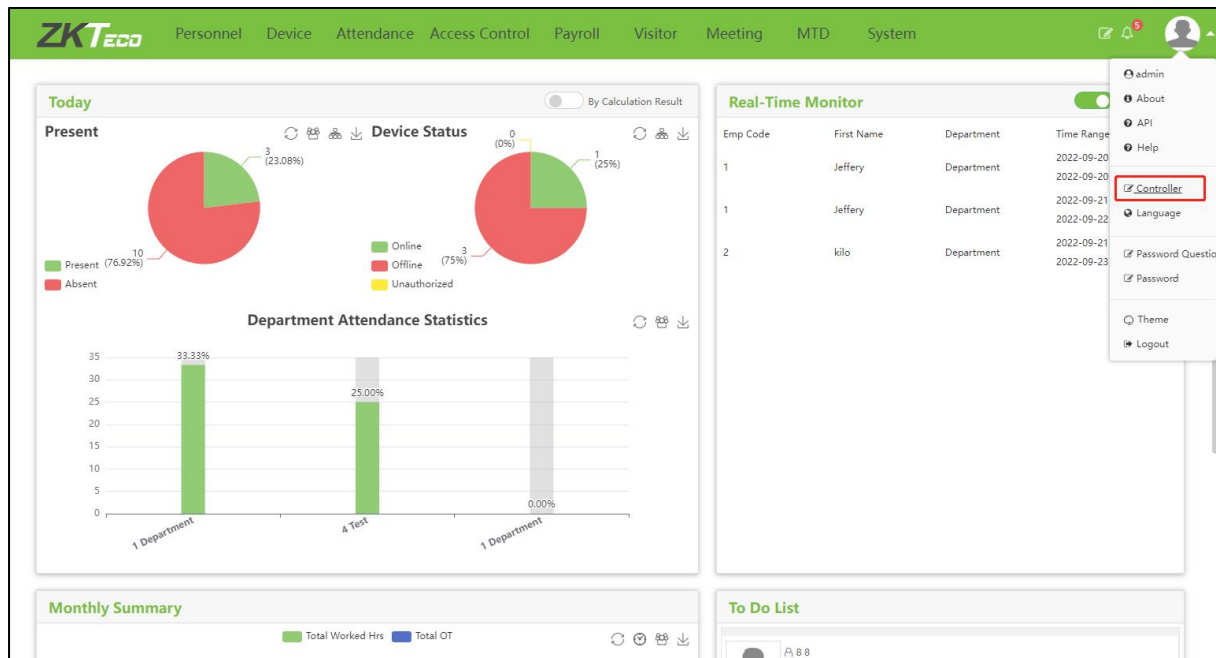 ZKTeco Personnel Device Attendance Access Control Payroll Visitor Meeting MTD System 5
admin
About
API
Help
Controller
Language
Password Questio
Password
Theme
Logout
Today By Calculation Result
Present
3
(23.08%)
10
(76.92%)
Present
Absent
Device Status
0
(0%)
1
(25%)
3
(75%)
Online
Offline
Unauthorized
Department Attendance Statistics
35
30
25
20
15
10
5
0
33.33%
25.00%
0.00%
1 Department
4 Test
1 Department
Real-Time Monitor
Emp Code First Name Department Time Range
1 Jeffery Department 2022-09-20
2022-09-20
1 Jeffery Department 2022-09-21
2022-09-22
2 kilo Department 2022-09-21
2022-09-23
Monthly Summary
Total Worked Hrs Total OT
To Do List
8 8